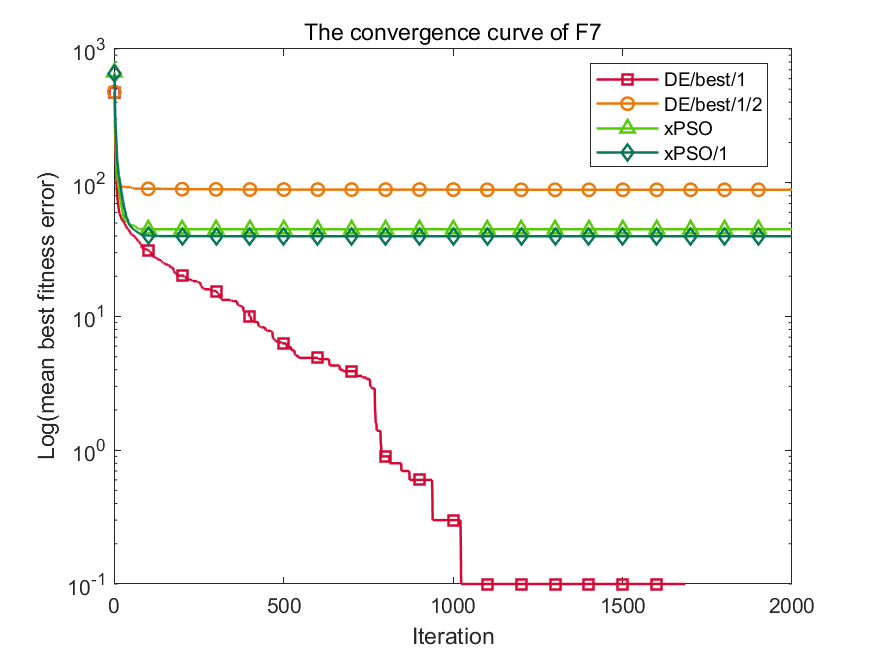 The convergence curve of F7
10^3
10^2
10^1
10^0
10^-1
Log(mean best fitness error)
DE/best/1
DE/best/1/2
xPSO
xPSO/1
0
500
1000
1500
2000
Iteration